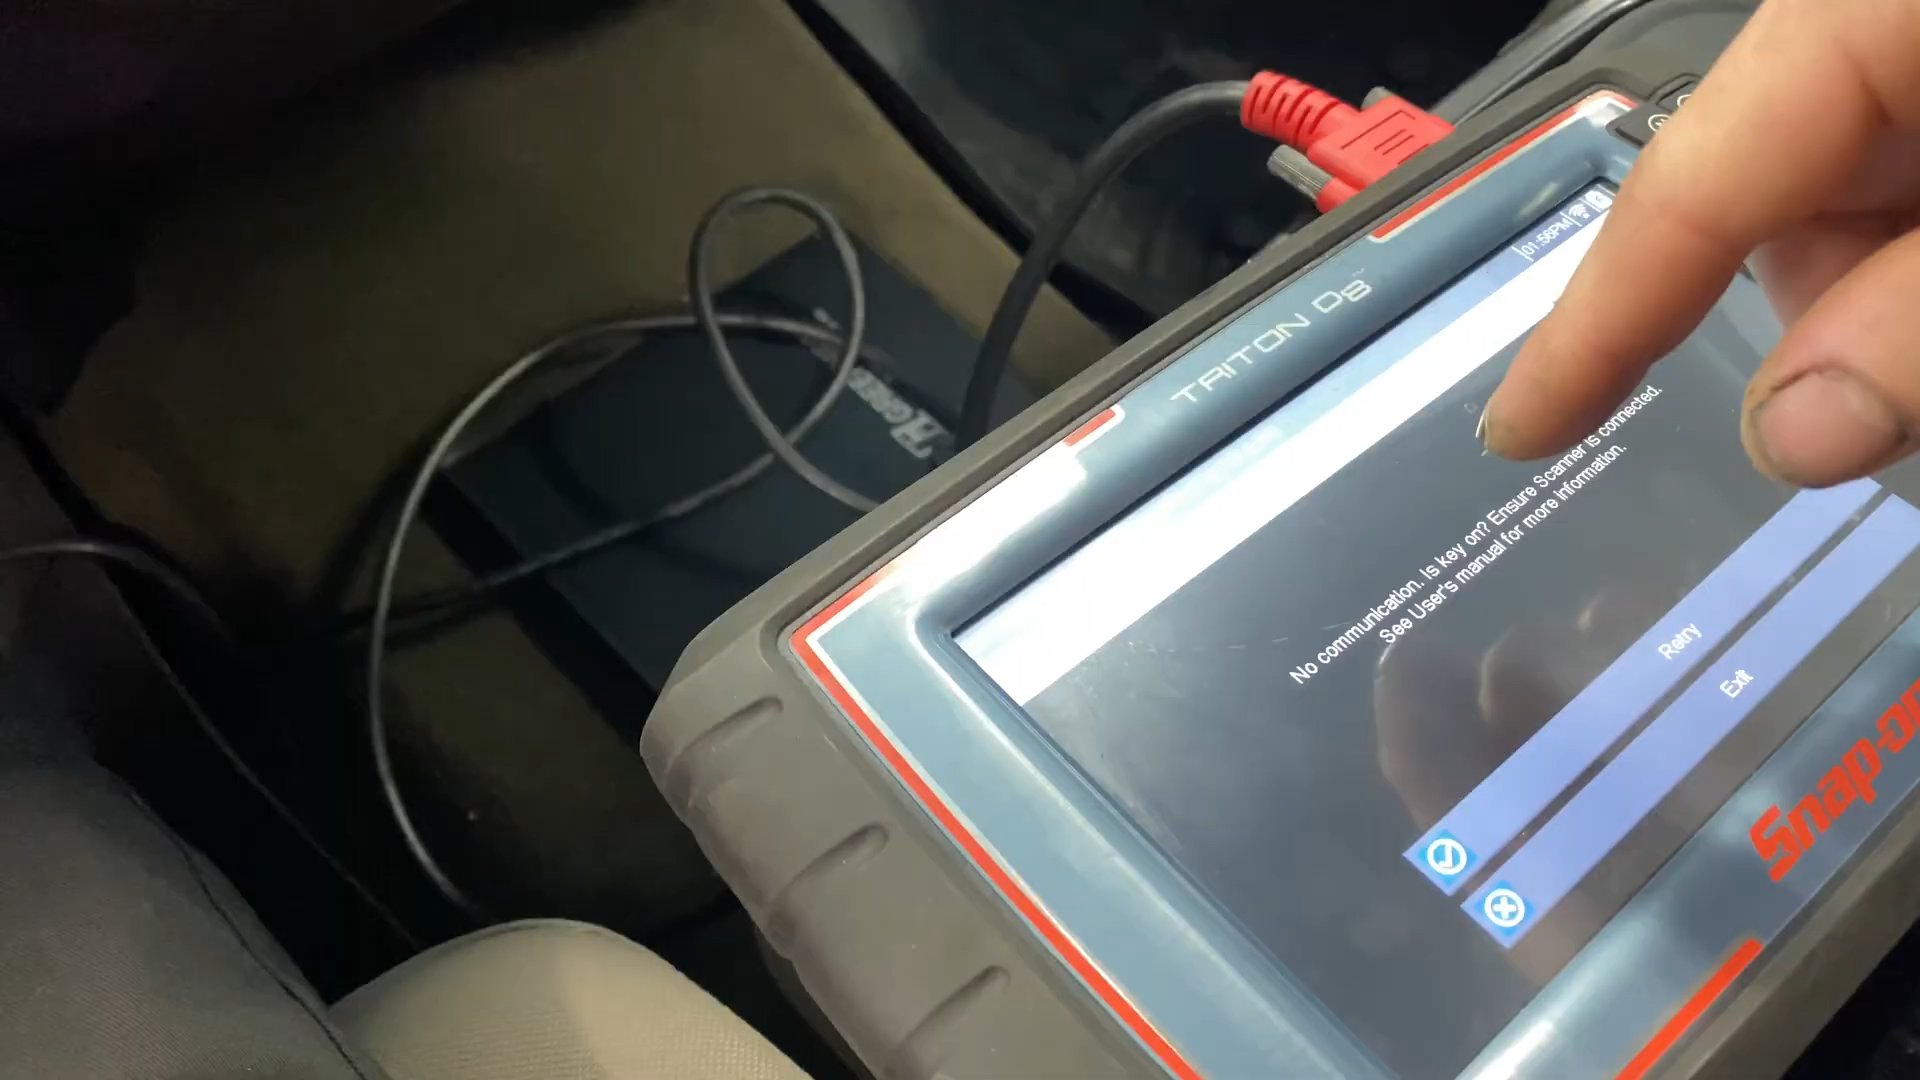 TRITON D8™
01:56PM
No communication. Is key on? Ensure Scanner is connected.
See User's manual for more information.
Retry
Exit
Snap-on